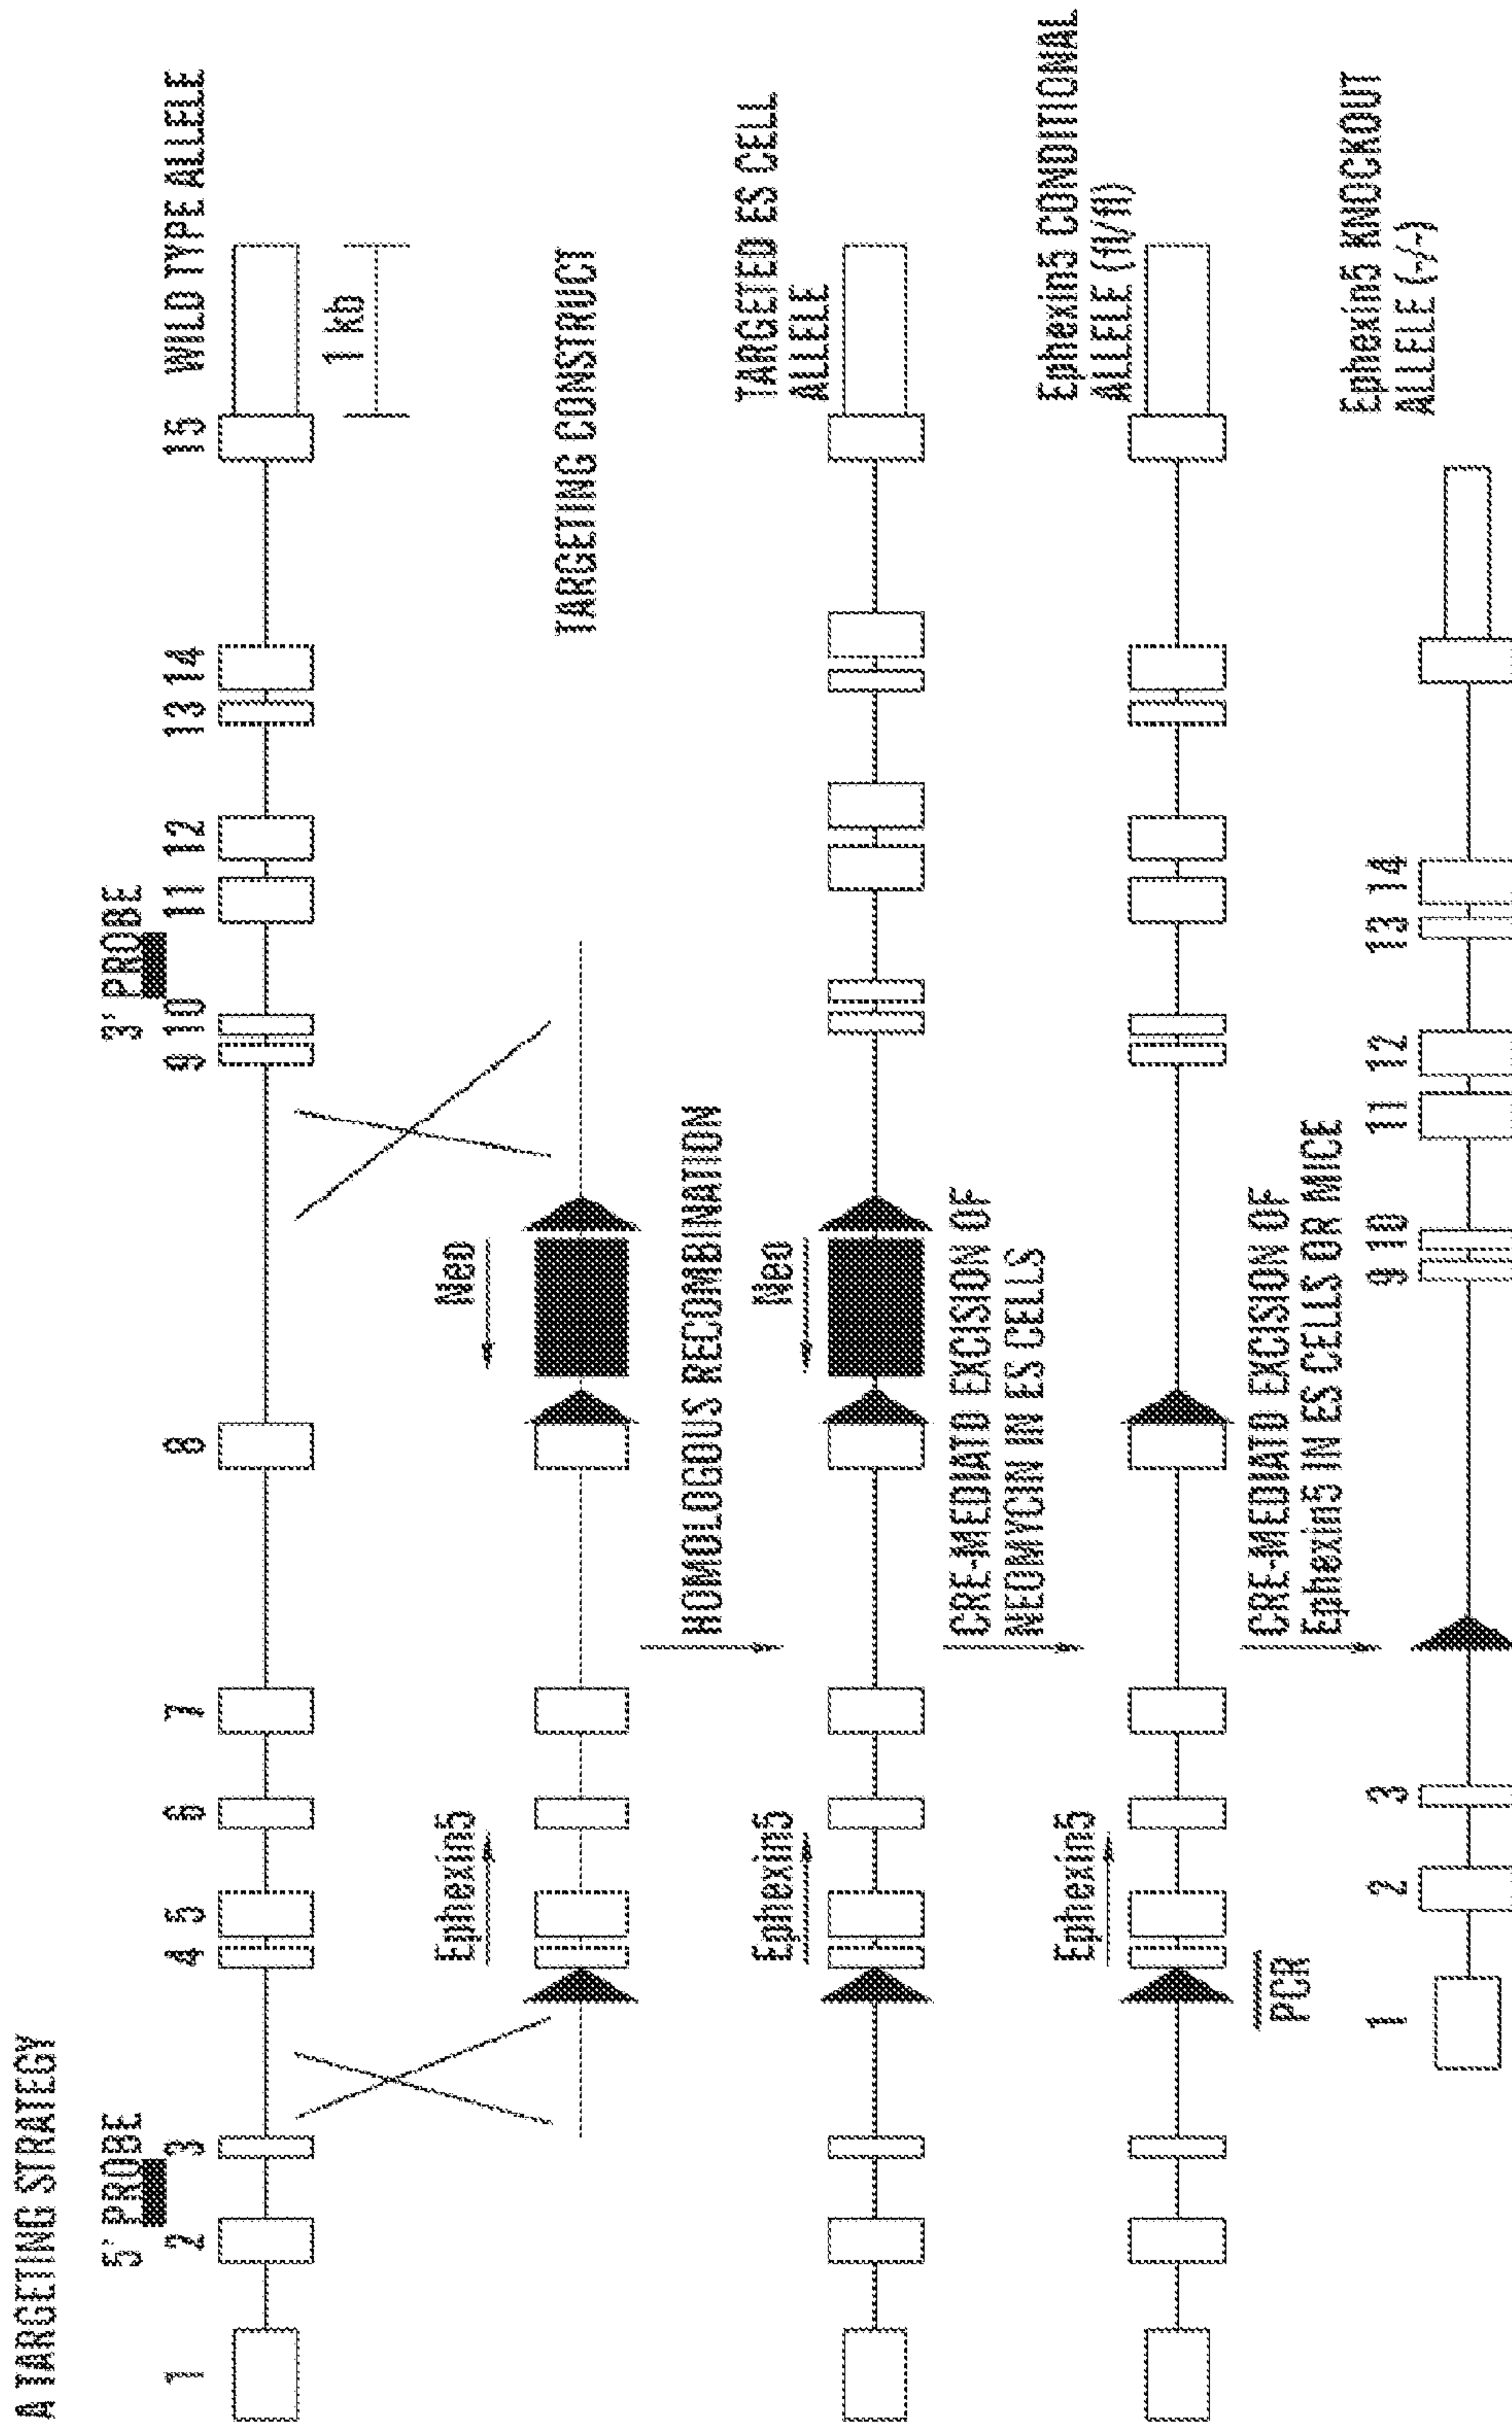 A TARGETING STRATEGY
5' PROBE
3' PROBE
1 2 3 4 5 6 7 8 9 10 11 12 13 14 15
WILD TYPE ALLELE
1 kb
Ephexin5
Neo
TARGETING CONSTRUCT
HOMOLOGOUS RECOMBINATION
Ephexin5
Neo
TARGETED ES CELL
ALLELE
CRE-MEDIATD EXCISION OF
NEOMYCIN IN ES CELLS
Ephexin5
Ephexin5 CONDITIONAL
ALLELE (fl/fl)
PCR
CRE-MEDIATD EXCISION OF
Ephexin5 IN ES CELLS OR MICE
1 2 3 9 10 11 12 13 14
Ephexin5 KNOCKOUT
ALLELE (-/-)